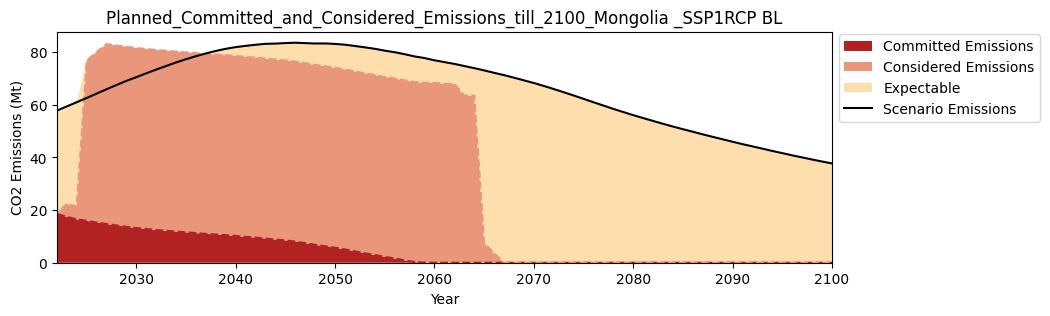 Planned_Committed_and_Considered_Emissions_till_2100_Mongolia _SSP1RCP BL
CO2 Emissions (Mt)
80
60
40
20
0
2030 2040 2050 2060 2070 2080 2090 2100
Year
Committed Emissions
Considered Emissions
Expectable
Scenario Emissions